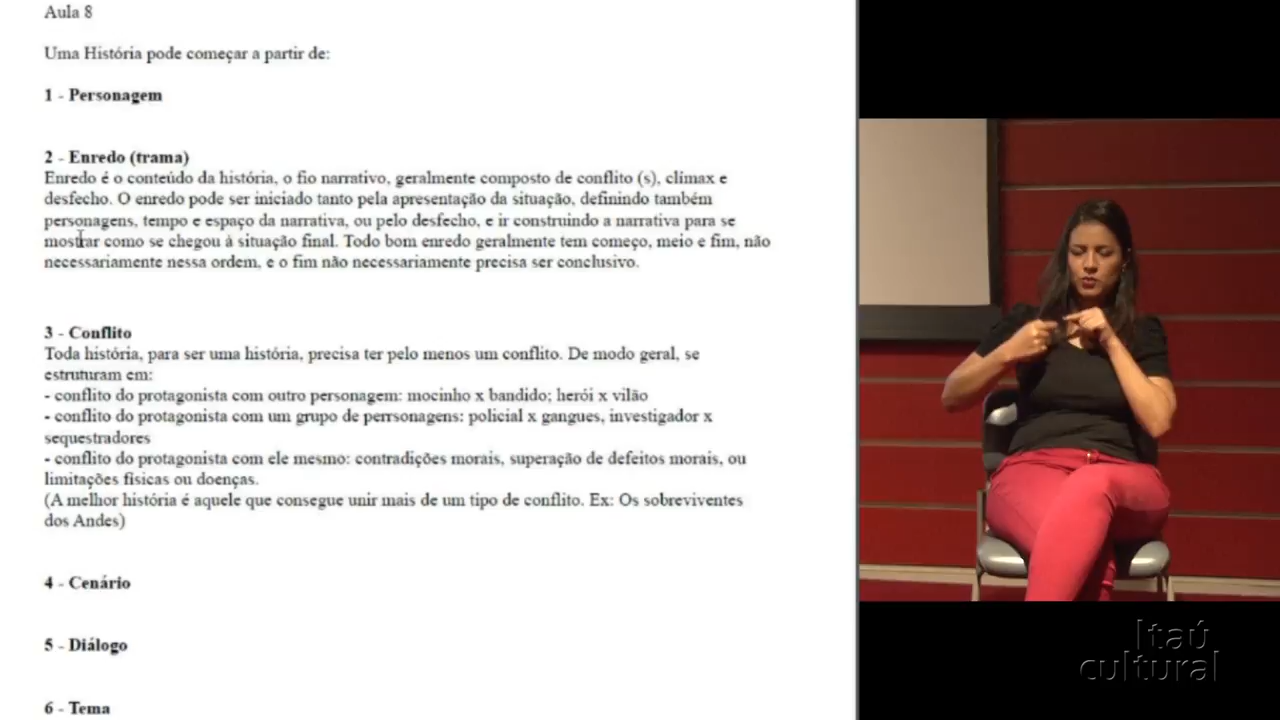 Aula 8
Uma História pode começar a partir de:
1 - Personagem
2 - Enredo (trama)
Enredo é o conteúdo da história, o fio narrativo, geralmente composto de conflito (s), clímax e
desfecho. O enredo pode ser iniciado tanto pela apresentação da situação, definindo também
personagens, tempo e espaço da narrativa, ou pelo desfecho, e ir construindo a narrativa para se
mostrar como se chegou à situação final. Todo bom enredo geralmente tem começo, meio e fim, não
necessariamente nessa ordem, e o fim não necessariamente precisa ser conclusivo.
3 - Conflito
Toda história, para ser uma história, precisa ter pelo menos um conflito. De modo geral, se
estruturam em:
- conflito do protagonista com outro personagem: mocinho x bandido; herói x vilão
- conflito do protagonista com um grupo de perrsonagens: policial x gangues, investigador x
sequestradores
- conflito do protagonista com ele mesmo: contradições morais, superação de defeitos morais, ou
limitações físicas ou doenças.
(A melhor história é aquele que consegue unir mais de um tipo de conflito. Ex: Os sobreviventes
dos Andes)
4 - Cenário
5 - Diálogo
6 - Tema
Itaú
cultural